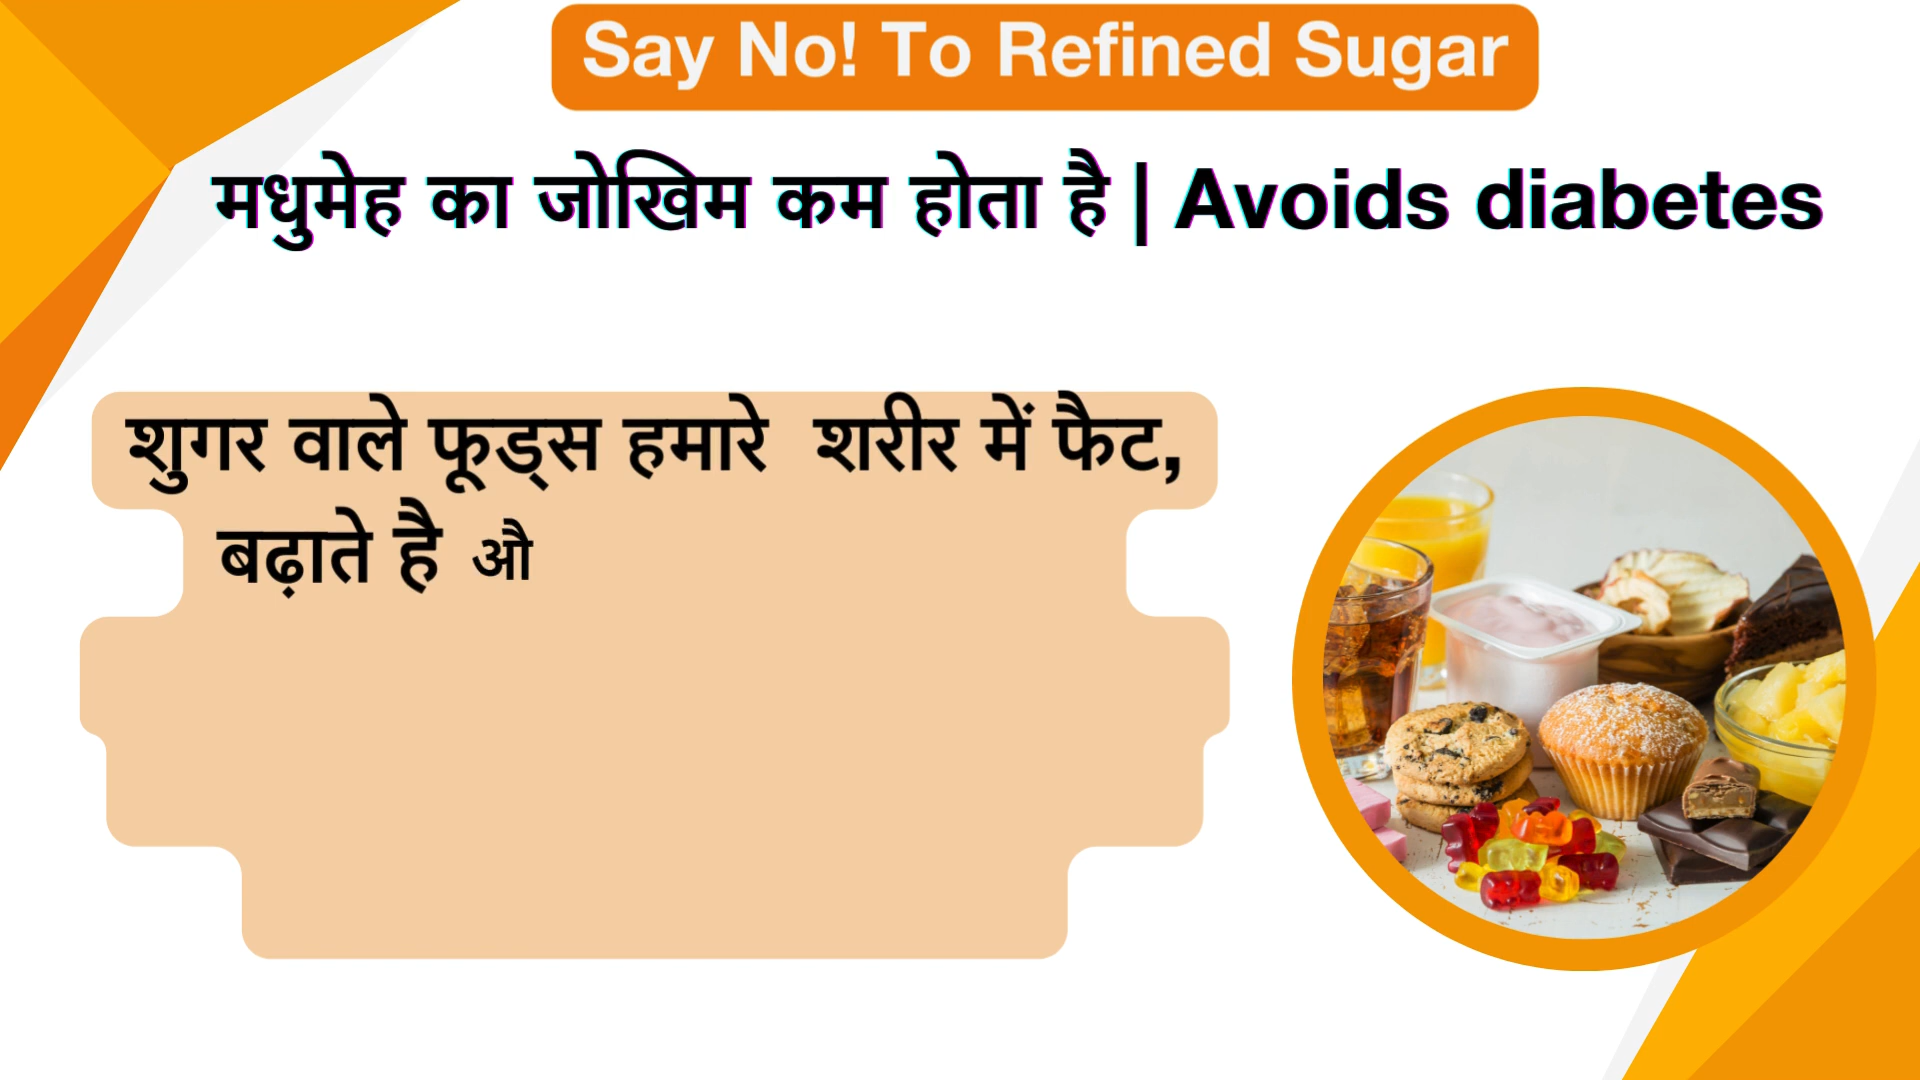 Say No! To Refined Sugar
मधुमेह का जोखिम कम होता है | Avoids diabetes
शुगर वाले फूड्स हमारे शरीर में फैट,
बढ़ाते है औ